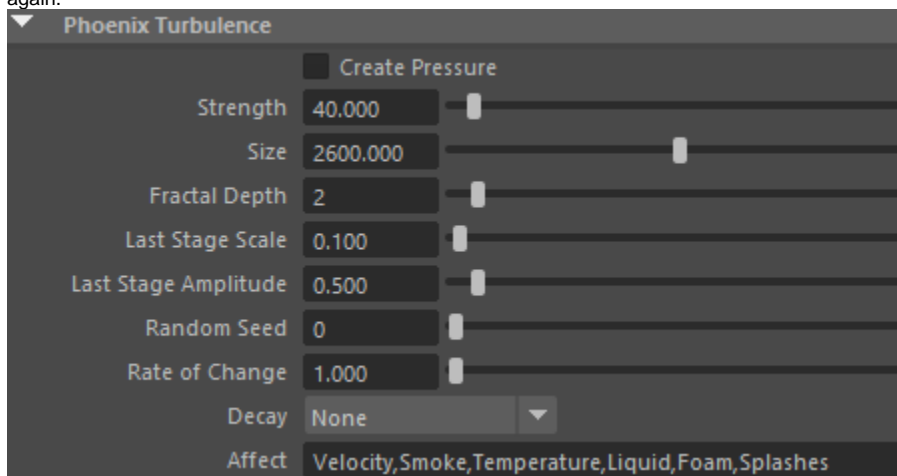 again.
Phoenix Turbulence
Create Pressure
Strength 40.000
Size 2600.000
Fractal Depth 2
Last Stage Scale 0.100
Last Stage Amplitude 0.500
Random Seed 0
Rate of Change 1.000
Decay None
Affect Velocity,Smoke,Temperature,Liquid,Foam,Splashes